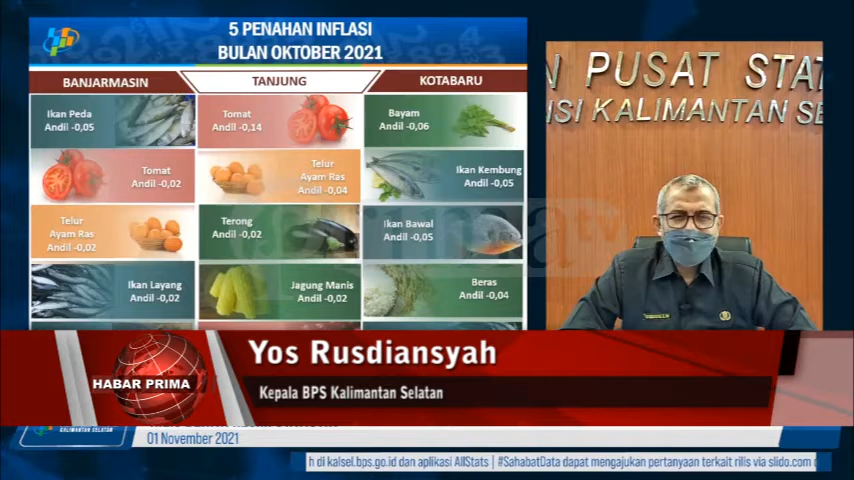 5 PENAHAN INFLASI
BULAN OKTOBER 2021
BANJARMASIN
TANJUNG
KOTABARU
Ikan Peda
Andil -0,05
Tomat
Andil -0,14
Bayam
Andil -0,06
Tomat
Andil -0,02
Telur
Ayam Ras
Andil -0,04
Ikan Kembung
Andil -0,05
Telur
Ayam Ras
Andil -0,02
Terong
Andil -0,02
Ikan Bawal
Andil -0,05
Ikan Layang
Andil -0,02
Jagung Manis
Andil -0,02
Beras
Andil -0,04
N PUSAT STAT
NSI KALIMANTAN SE
prima
HABAR PRIMA
Yos Rusdiansyah
Kepala BPS Kalimantan Selatan
KALIMANTAN SELATAN
01 November 2021
h di kalsel.bps.go.id dan aplikasi AllStats | #SahabatData dapat mengajukan pertanyaan terkait rilis via slido.com